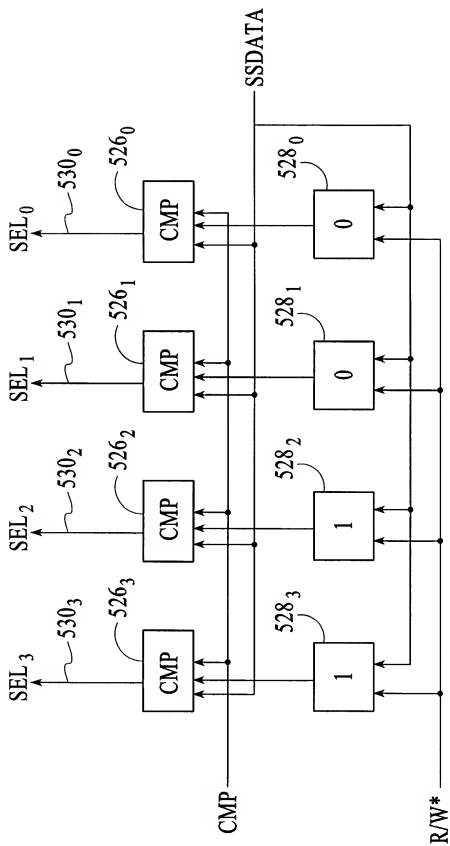 SEL₃ SEL₂ SEL₁ SEL₀
530₃ 530₂ 530₁ 530₀
526₃ 526₂ 526₁ 526₀
CMP CMP CMP CMP
CMP
SSDATA
528₃ 528₂ 528₁ 528₀
1 1 0 0
R/W*